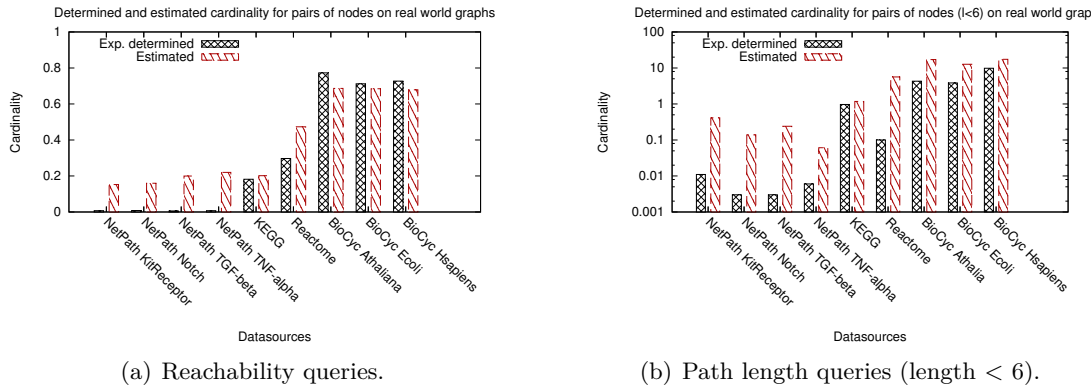 Determined and estimated cardinality for pairs of nodes on real world graphs
1
0.8
0.6
0.4
0.2
0
Cardinality
Exp. determined
Estimated
NetPath KitReceptor
NetPath Notch
NetPath TGF-beta
NetPath TNF-alpha
KEGG
Reactome
BioCyc Athaliana
BioCyc Ecoli
BioCyc Hsapiens
Datasources
(a) Reachability queries.
Determined and estimated cardinality for pairs of nodes (l<6) on real world grap
100
10
1
0.1
0.01
0.001
Cardinality
Exp. determined
Estimated
NetPath KitReceptor
NetPath Notch
NetPath TGF-beta
NetPath TNF-alpha
KEGG
Reactome
BioCyc Athalia
BioCyc Ecoli
BioCyc Hsapiens
Datasources
(b) Path length queries (length < 6).